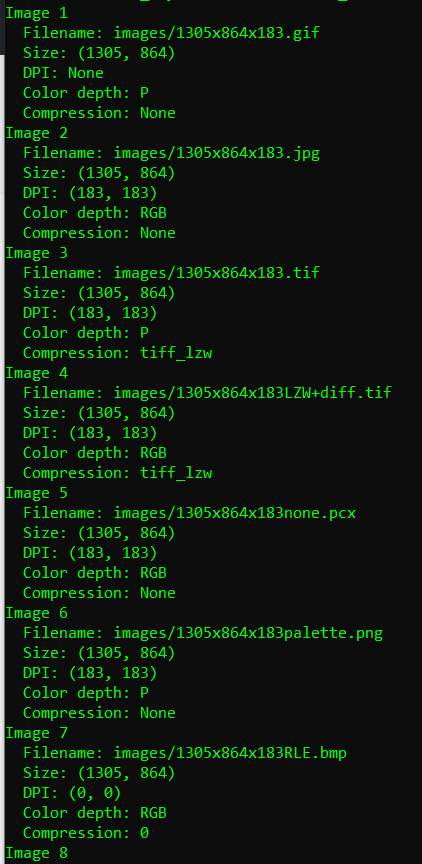 Image 1
Filename: images/1305x864x183.gif
Size: (1305, 864)
DPI: None
Color depth: P
Compression: None
Image 2
Filename: images/1305x864x183.jpg
Size: (1305, 864)
DPI: (183, 183)
Color depth: RGB
Compression: None
Image 3
Filename: images/1305x864x183.tif
Size: (1305, 864)
DPI: (183, 183)
Color depth: P
Compression: tiff_lzw
Image 4
Filename: images/1305x864x183LZW+diff.tif
Size: (1305, 864)
DPI: (183, 183)
Color depth: RGB
Compression: tiff_lzw
Image 5
Filename: images/1305x864x183none.pcx
Size: (1305, 864)
DPI: (183, 183)
Color depth: RGB
Compression: None
Image 6
Filename: images/1305x864x183palette.png
Size: (1305, 864)
DPI: (183, 183)
Color depth: P
Compression: None
Image 7
Filename: images/1305x864x183RLE.bmp
Size: (1305, 864)
DPI: (0, 0)
Color depth: RGB
Compression: 0
Image 8